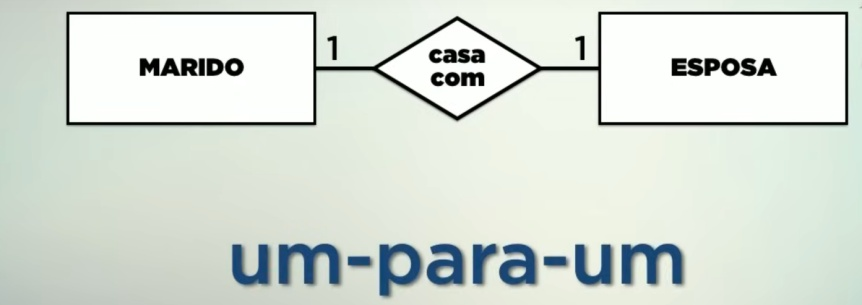 MARIDO
1
casa
com
1
ESPOSA
um-para-um